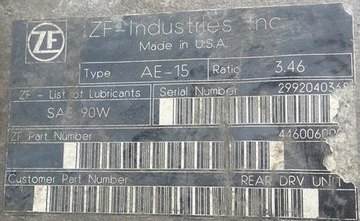 ZF
ZF-Industries Inc
Made in U.S.A.
Type AE-15 Ratio 3.46
ZF - List of Lubricants Serial Number
SAE 90W
ZF Part Number
Customer Part Number REAR DRV UNIT